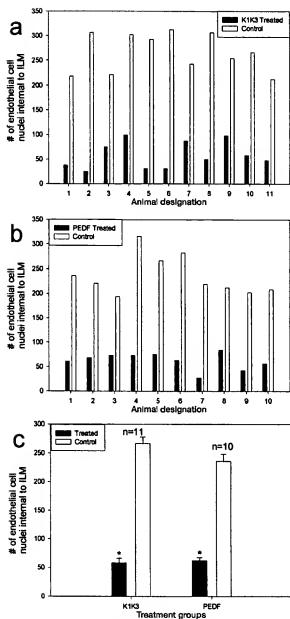 a
K1K3 Treated
Control
# of endothelial cell
nuclei internal to ILM
350
300
250
200
150
100
50
0
1 2 3 4 5 6 7 8 9 10 11
Animal designation
b
PEDF Treated
Control
# of endothelial cell
nuclei internal to ILM
350
300
250
200
150
100
50
0
1 2 3 4 5 6 7 8 9 10
Animal designation
c
Treated
Control
# of endothelial cell
nuclei internal to ILM
300
250
200
150
100
50
0
n=11
n=10
*
*
K1K3 PEDF
Treatment groups